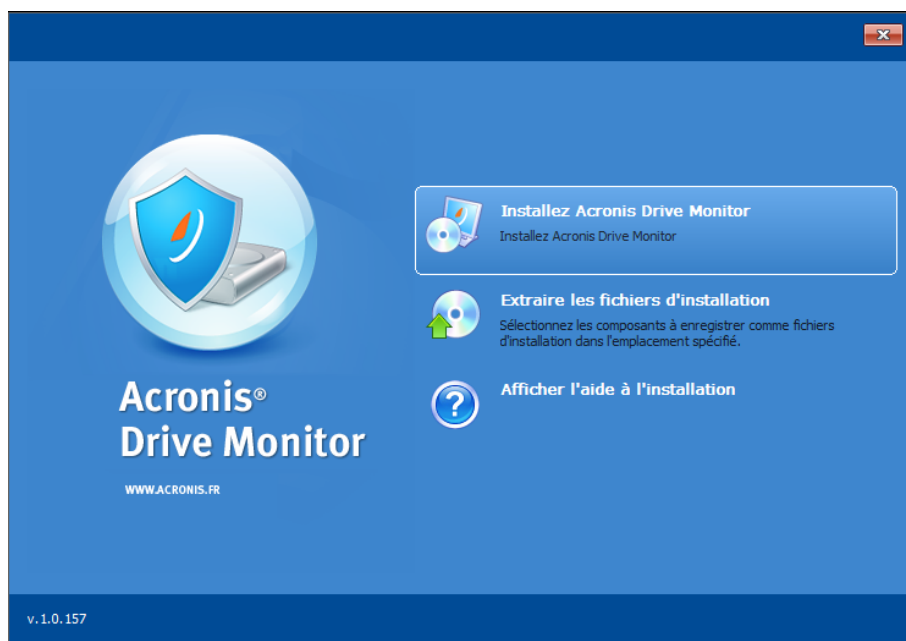 Installez Acronis Drive Monitor
Installez Acronis Drive Monitor
Extraire les fichiers d'installation
Sélectionnez les composants à enregistrer comme fichiers
d'installation dans l'emplacement spécifié.
Afficher l'aide à l'installation
Acronis®
Drive Monitor
WWW.ACRONIS.FR
v.1.0.157